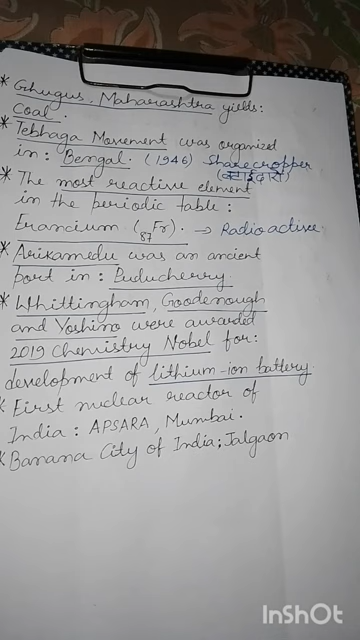 * Ghugus, Maharashtra yields:
coal.
* Tebhaga Movement was organized
in: Bengal. (1946) Sharecropper
* The most reactive element
in the periodic table:
Francium (87Fr). → Radioactive
* Arikamedu was an ancient
port in: Puducherry.
* Whittingham, Goodenough
and Yoshino were awarded
2019 Chemistry Nobel for:
development of lithium-ion battery.
* First nuclear reactor of
India: APSARA, Mumbai.
* Banana City of India; Jalgaon
InShOt